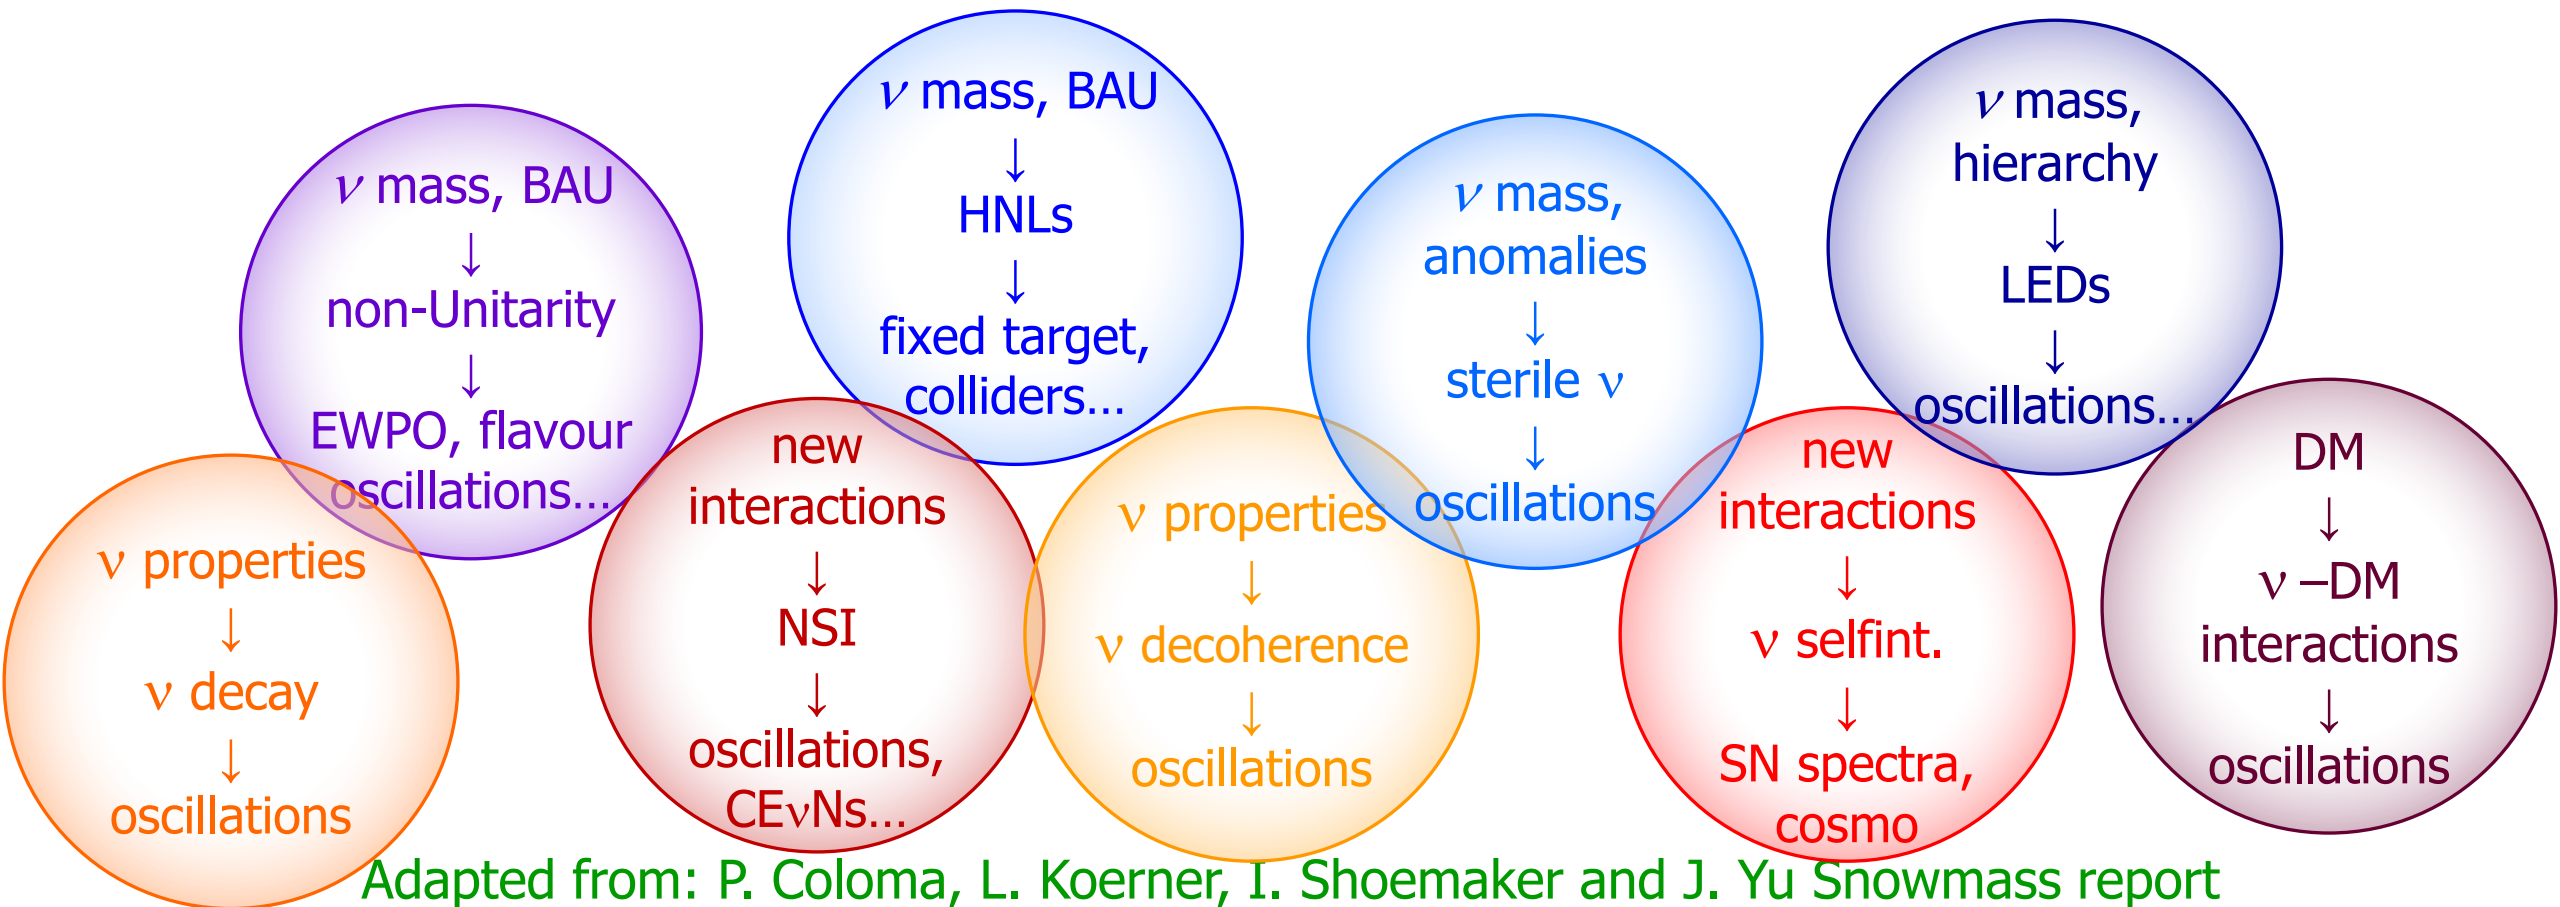 ν mass, BAU
↓
non-Unitarity
↓
EWPO, flavour
oscillations...
ν mass, BAU
↓
HNLs
↓
fixed target,
colliders...
ν mass,
anomalies
↓
sterile ν
↓
oscillations
ν mass,
hierarchy
↓
LEDs
↓
oscillations...
ν properties
↓
ν decay
↓
oscillations
new
interactions
↓
NSI
↓
oscillations,
CEνNs...
ν properties
↓
ν decoherence
↓
oscillations
new
interactions
↓
ν selfint.
↓
SN spectra,
cosmo
DM
↓
ν –DM
interactions
↓
oscillations
Adapted from: P. Coloma, L. Koerner, I. Shoemaker and J. Yu Snowmass report